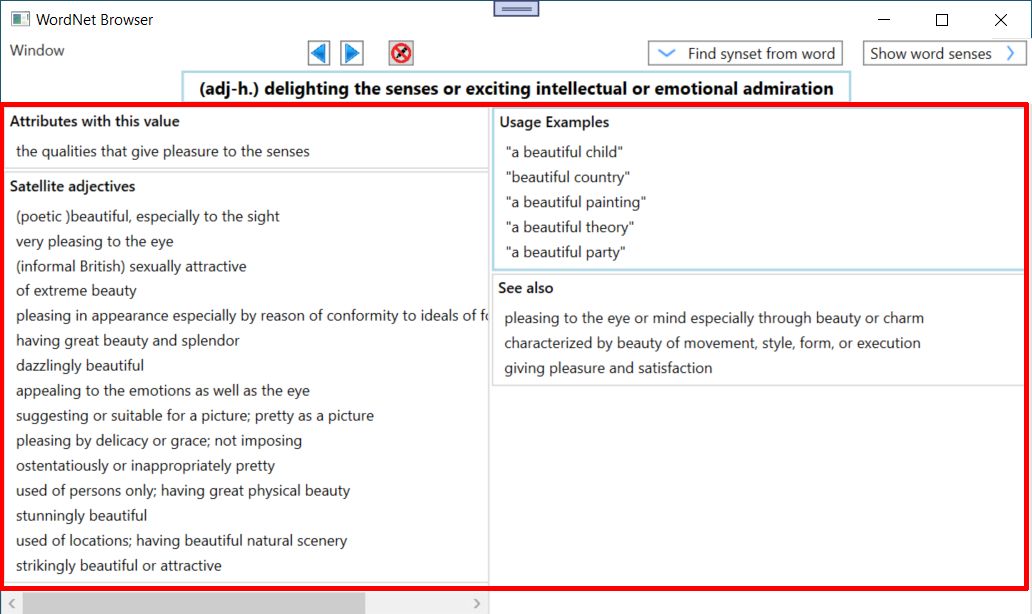 WordNet Browser
Window
Find synset from word
Show word senses
(adj-h.) delighting the senses or exciting intellectual or emotional admiration
Attributes with this value
the qualities that give pleasure to the senses
Satellite adjectives
(poetic )beautiful, especially to the sight
very pleasing to the eye
(informal British) sexually attractive
of extreme beauty
pleasing in appearance especially by reason of conformity to ideals of
having great beauty and splendor
dazzlingly beautiful
appealing to the emotions as well as the eye
suggesting or suitable for a picture; pretty as a picture
pleasing by delicacy or grace; not imposing
ostentatiously or inappropriately pretty
used of persons only; having great physical beauty
stunningly beautiful
used of locations; having beautiful natural scenery
strikingly beautiful or attractive
Usage Examples
"a beautiful child"
"beautiful country"
"a beautiful painting"
"a beautiful theory"
"a beautiful party"
See also
pleasing to the eye or mind especially through beauty or charm
characterized by beauty of movement, style, form, or execution
giving pleasure and satisfaction